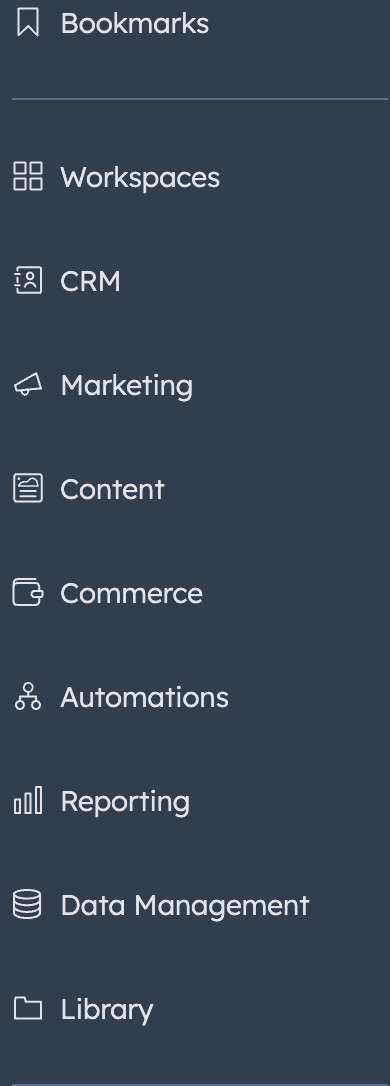 Bookmarks
Workspaces
CRM
Marketing
Content
Commerce
Automations
Reporting
Data Management
Library